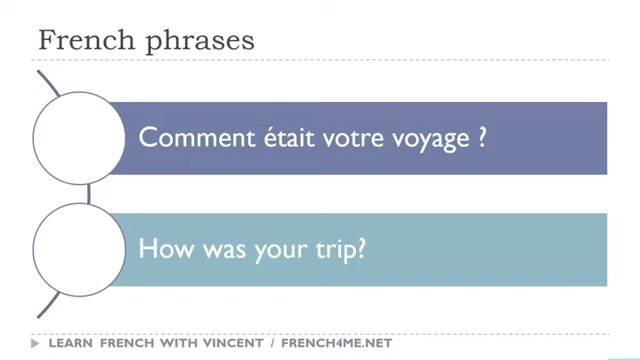 French phrases
Comment était votre voyage ?
How was your trip?
LEARN FRENCH WITH VINCENT / FRENCH4ME.NET